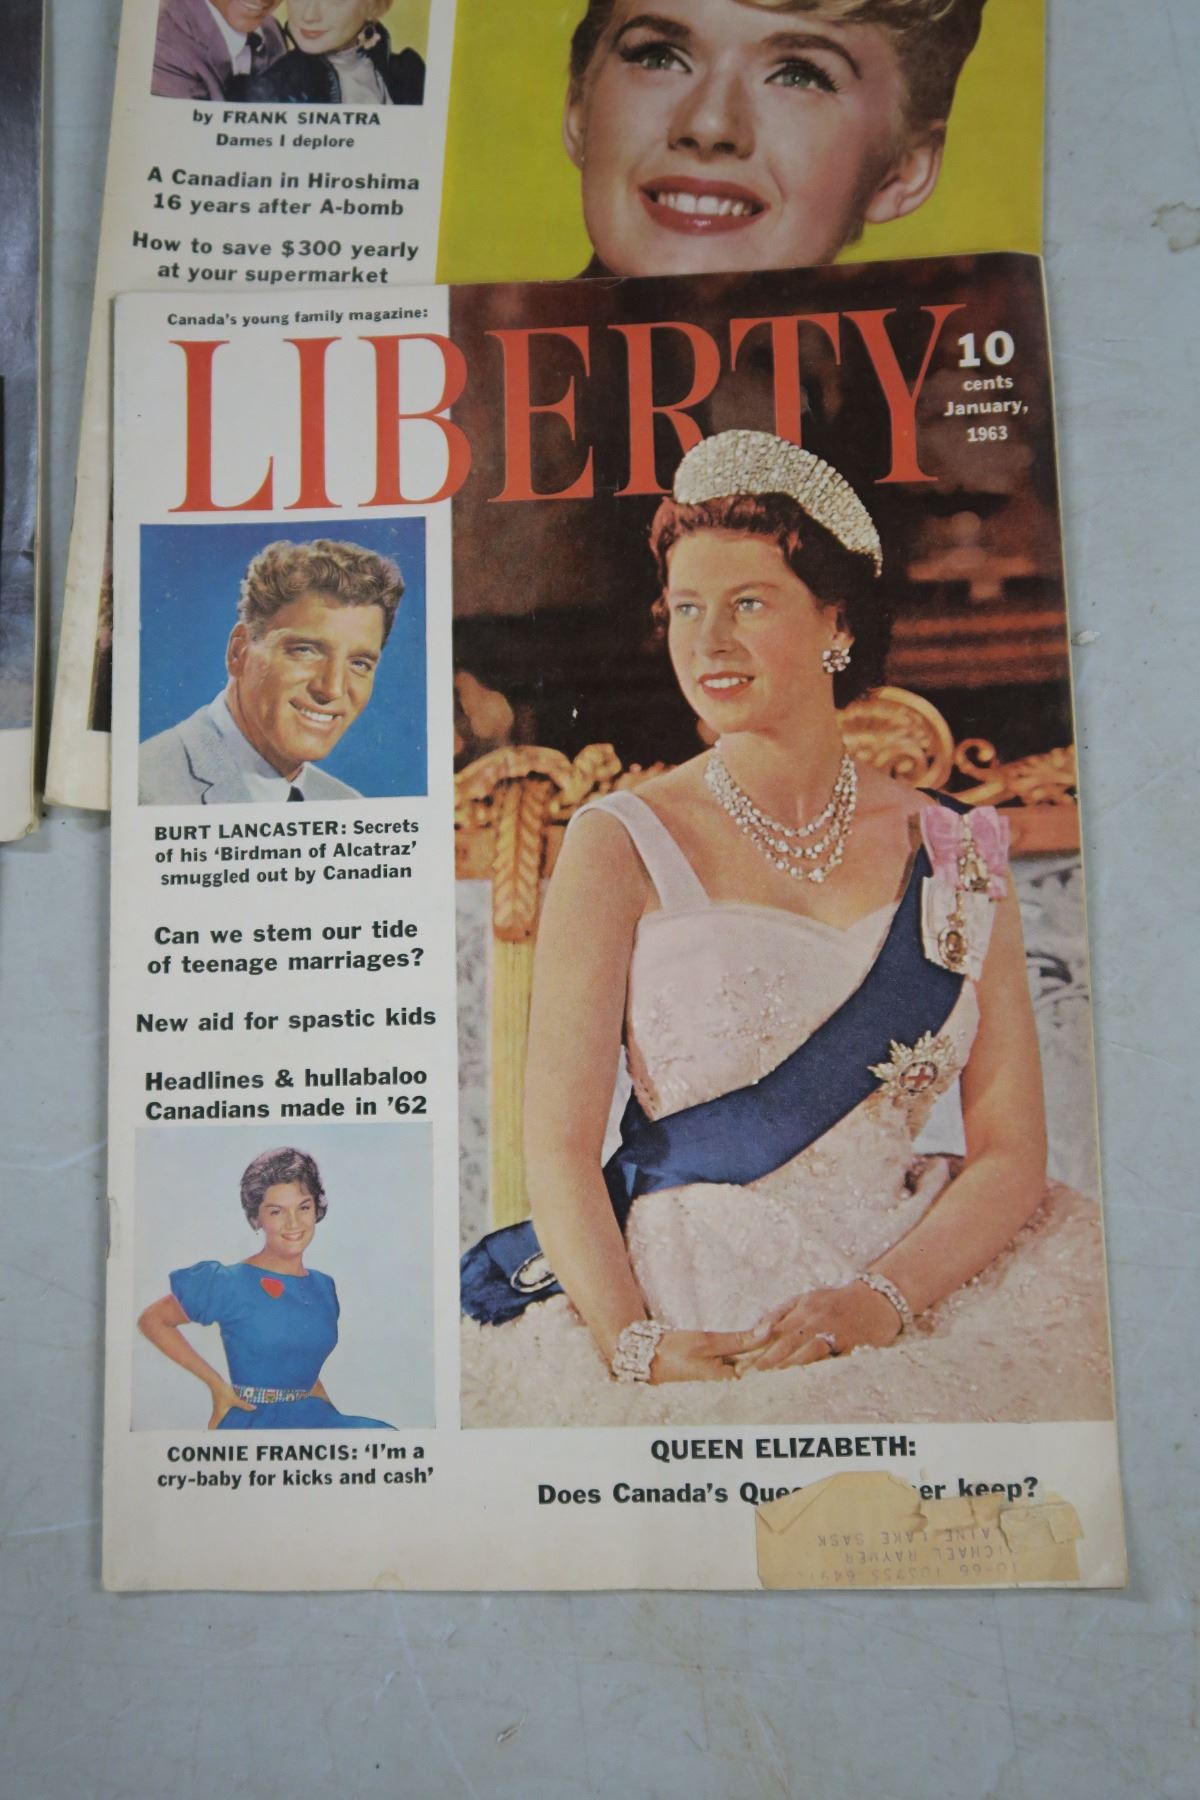 by FRANK SINATRA
Dames I deplore
A Canadian in Hiroshima
16 years after A-bomb
How to save $300 yearly
at your supermarket
Canada's young family magazine:
LIBERTY
10
cents
January,
1963
BURT LANCASTER: Secrets
of his 'Birdman of Alcatraz'
smuggled out by Canadian
Can we stem our tide
of teenage marriages?
New aid for spastic kids
Headlines & hullabaloo
Canadians made in '62
CONNIE FRANCIS: 'I'm a
cry-baby for kicks and cash'
QUEEN ELIZABETH:
Does Canada's keep?
RAYMER
LAKE SASK